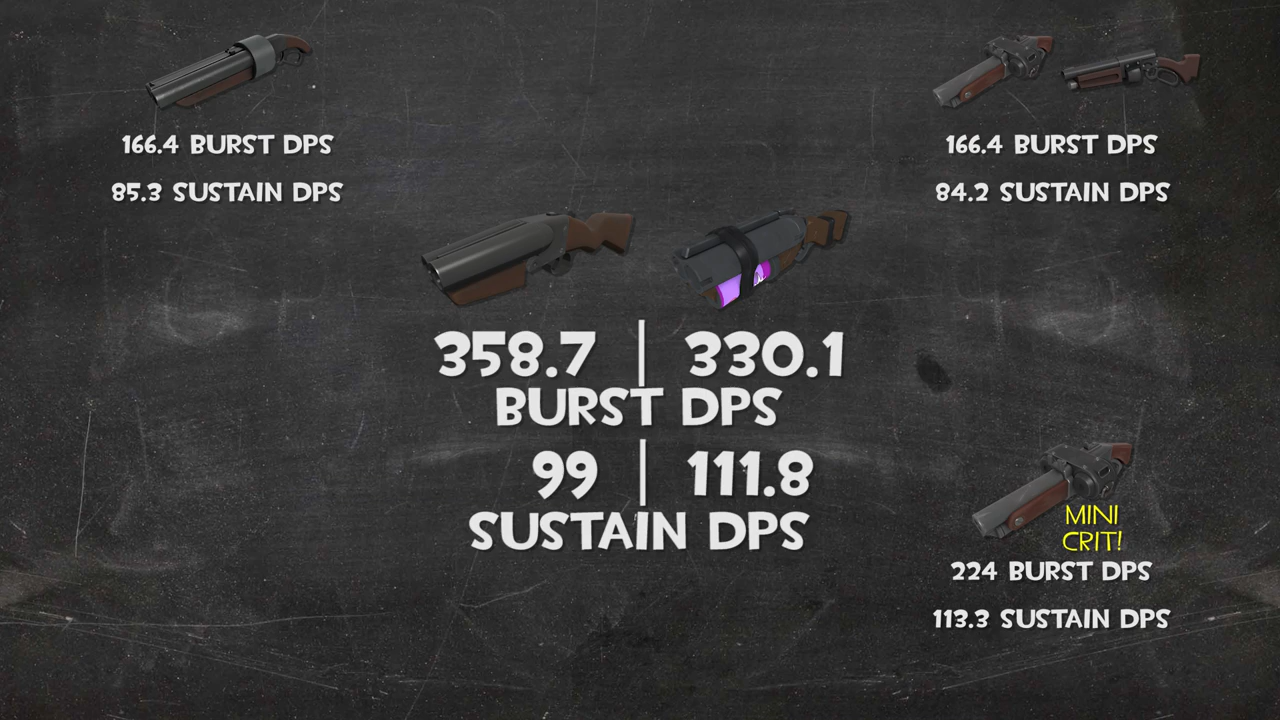 166.4 BURST DPS
85.3 SUSTAIN DPS
166.4 BURST DPS
84.2 SUSTAIN DPS
358.7 | 330.1
BURST DPS
99 | 111.8
SUSTAIN DPS
MINI
CRIT!
224 BURST DPS
113.3 SUSTAIN DPS